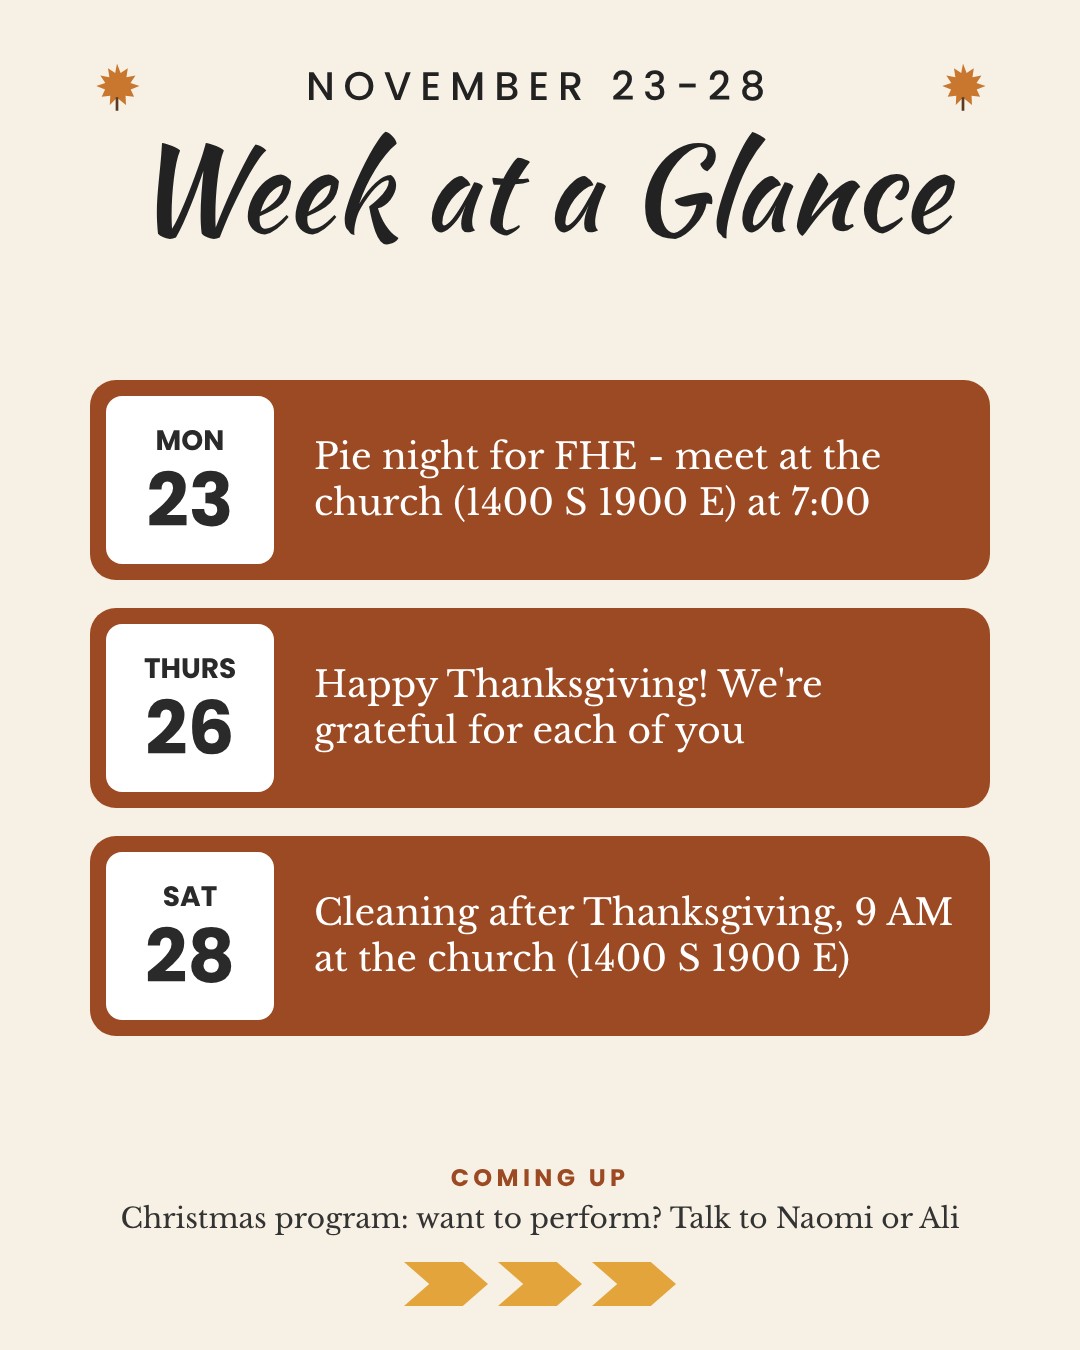 NOVEMBER 23-28
Week at a Glance
MON
23
Pie night for FHE - meet at the
church (1400 S 1900 E) at 7:00
THURS
26
Happy Thanksgiving! We're
grateful for each of you
SAT
28
Cleaning after Thanksgiving, 9 AM
at the church (1400 S 1900 E)
COMING UP
Christmas program: want to perform? Talk to Naomi or Ali